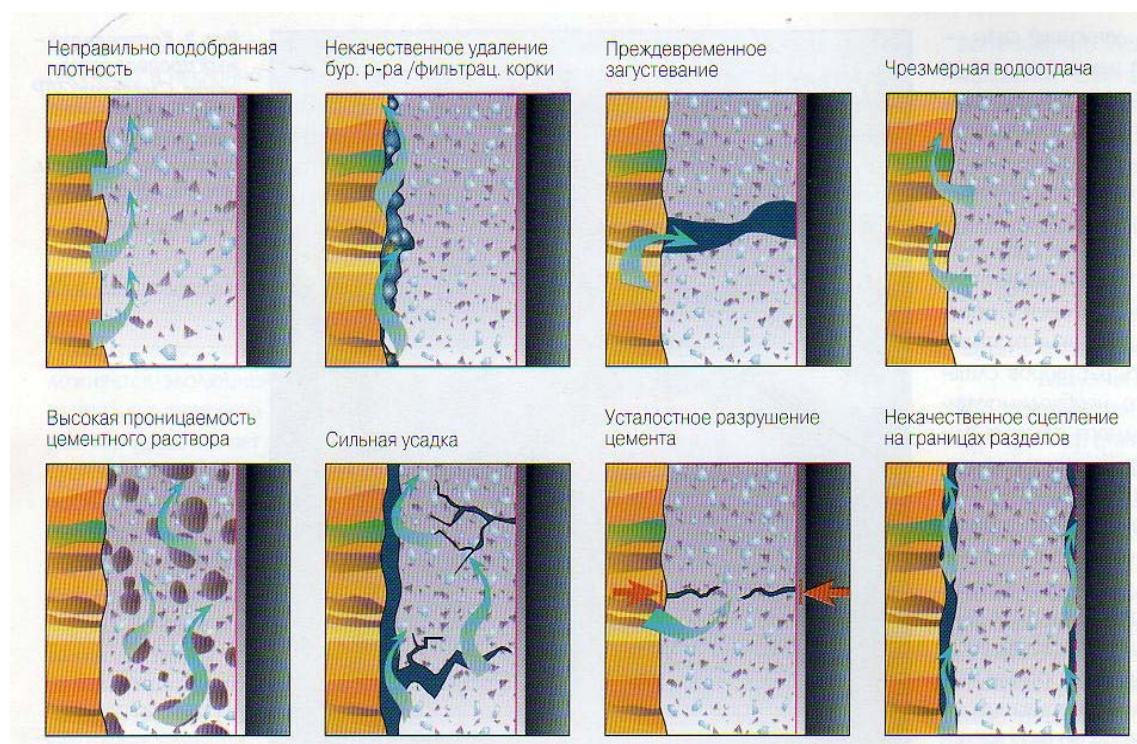 Неправильно подобранная
плотность
Некачественное удаление
бур. р-ра /фильтрац. корки
Преждевременное
загустевание
Чрезмерная водоотдача
Высокая проницаемость
цементного раствора
Сильная усадка
Усталостное разрушение
цемента
Некачественное сцепление
на границах разделов